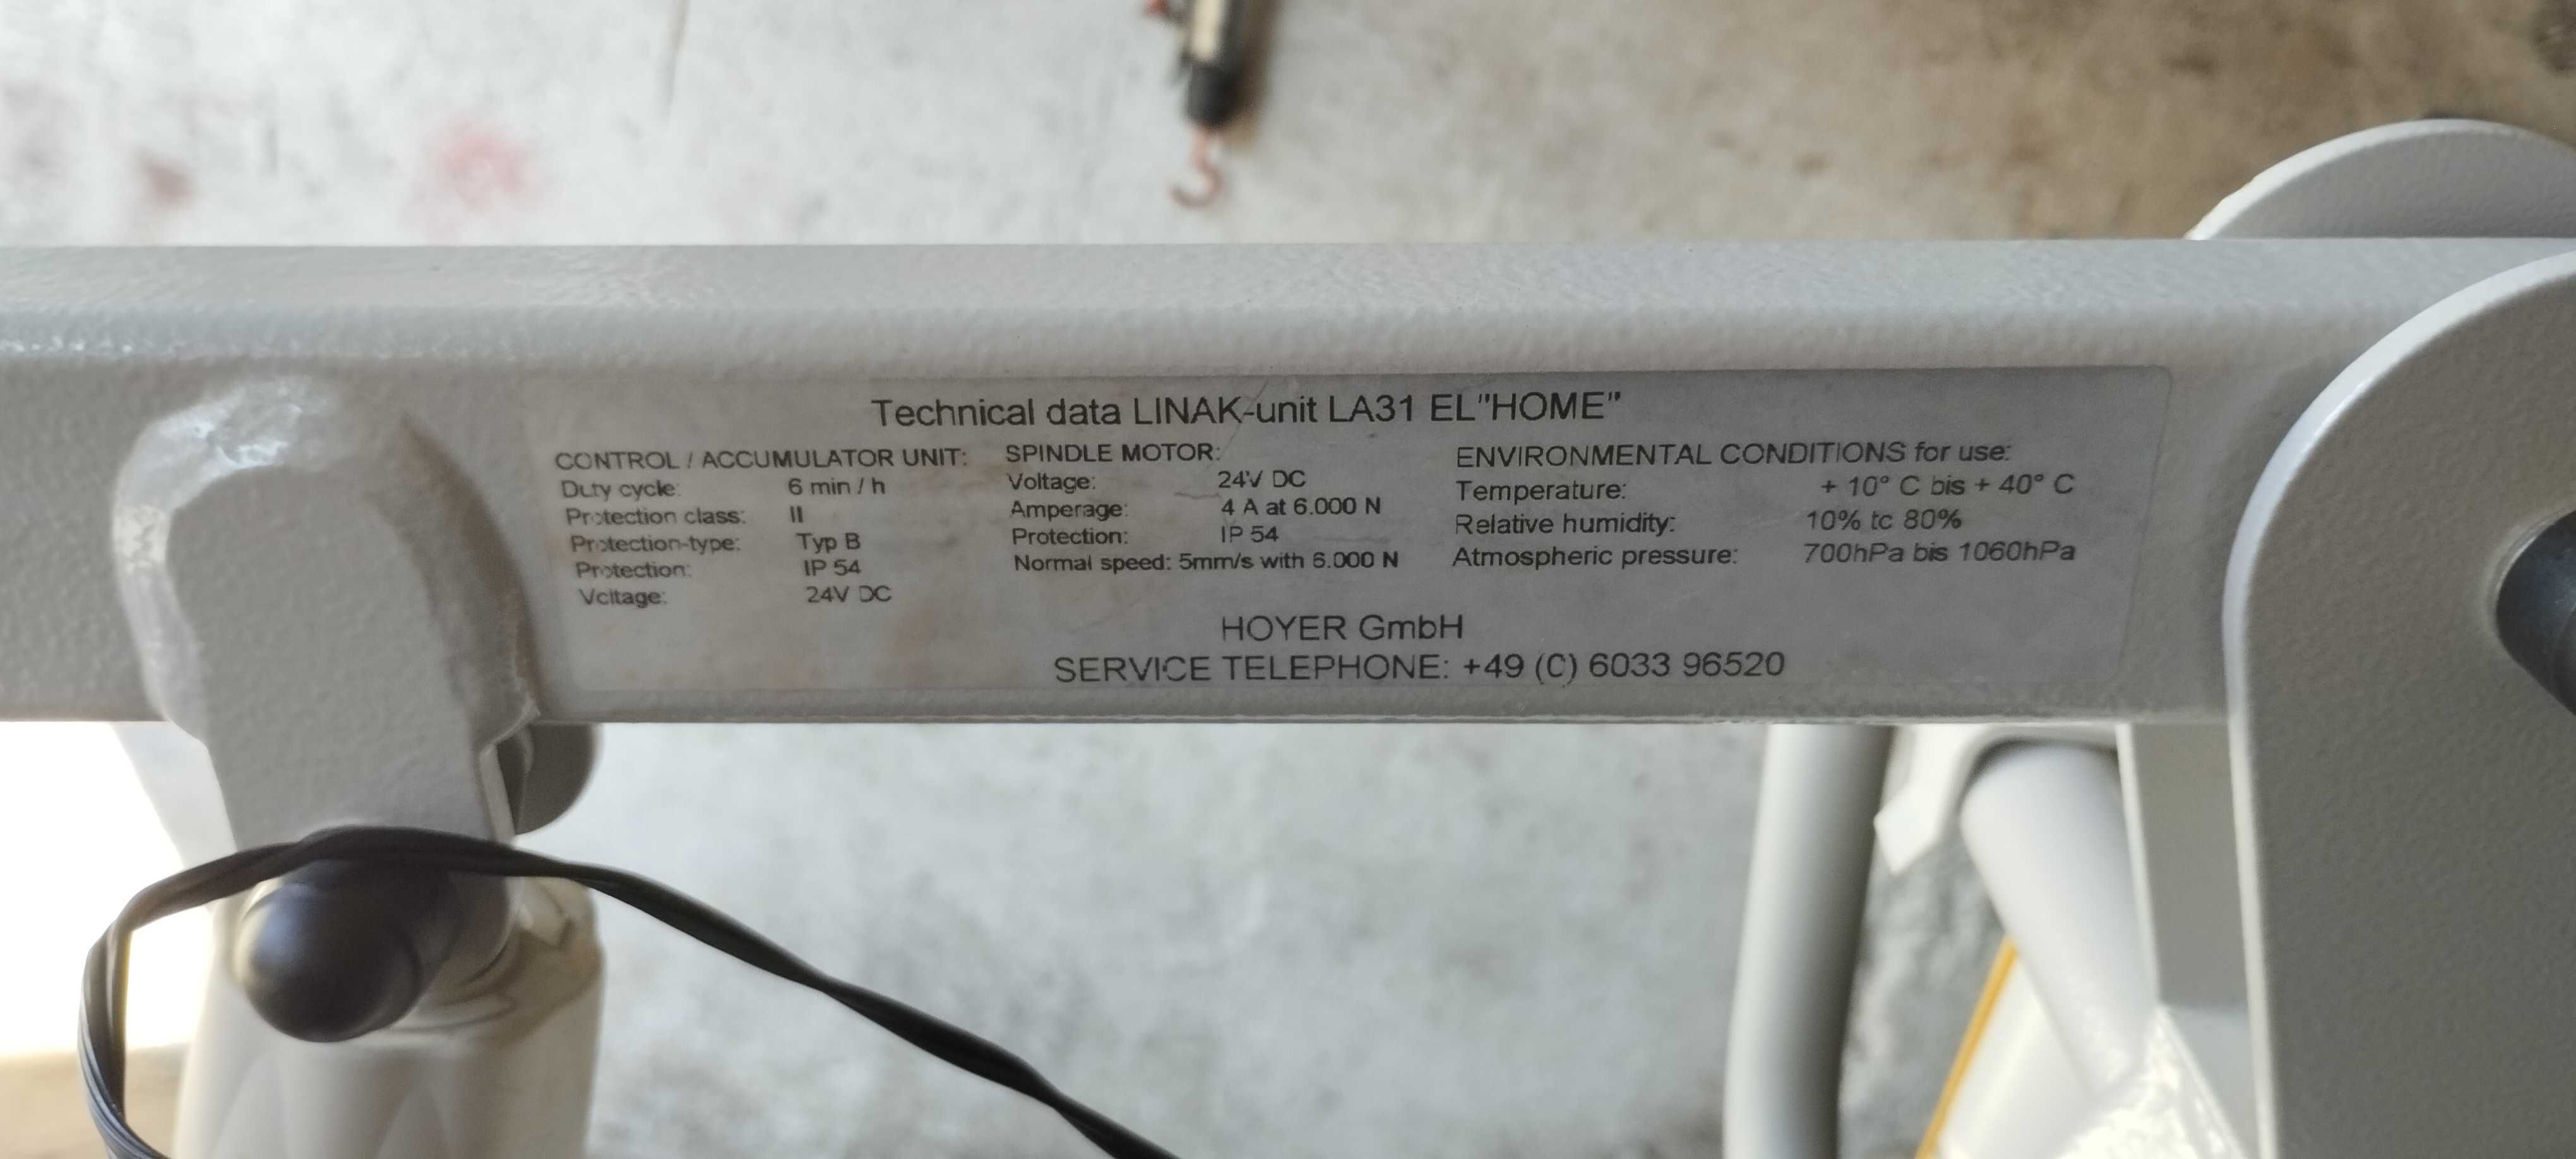 Technical data LINAK-unit LA31 EL"HOME"
CONTROL / ACCUMULATOR UNIT:
Duty cycle: 6 min / h
Protection class: II
Protection-type: Typ B
Protection: IP 54
Voltage: 24V DC
SPINDLE MOTOR:
Voltage: 24V DC
Amperage: 4 A at 6.000 N
Protection: IP 54
Normal speed: 5mm/s with 6.000 N
ENVIRONMENTAL CONDITIONS for use:
Temperature: + 10° C bis + 40° C
Relative humidity: 10% to 80%
Atmospheric pressure: 700hPa bis 1060hPa
HOYER GmbH
SERVICE TELEPHONE: +49 (0) 6033 96520